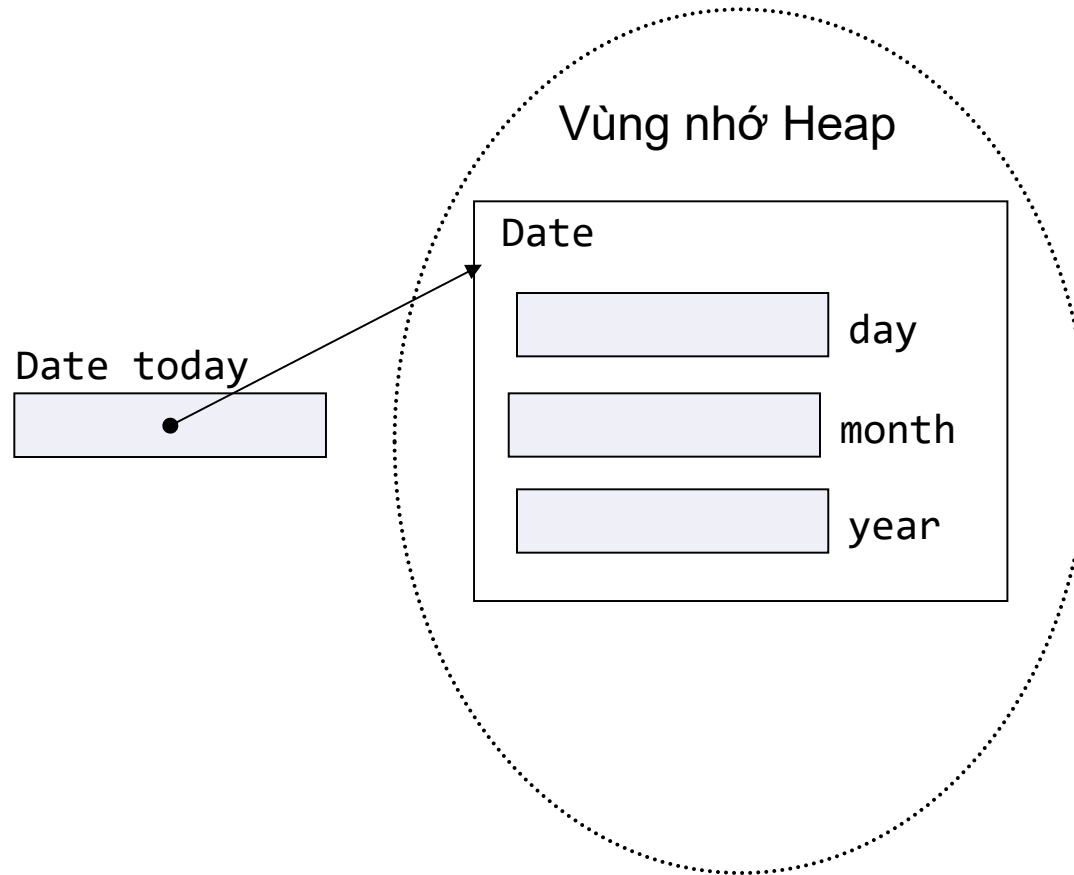 Vùng nhớ Heap
Date
day
Date today
month
year